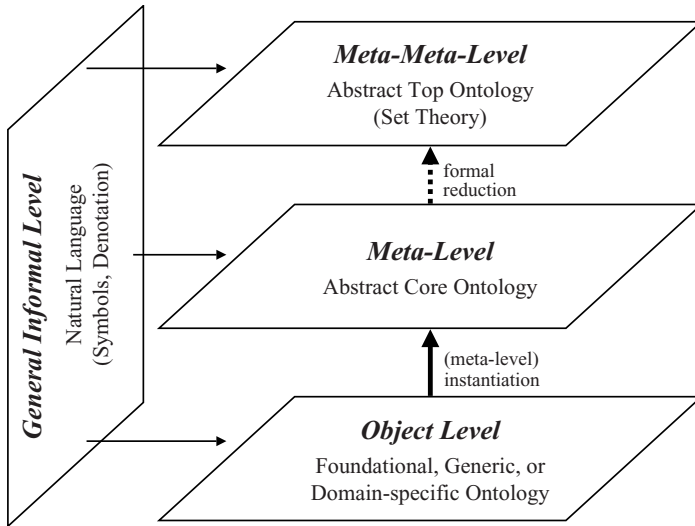 General Informal Level
Natural Language
(Symbols, Denotation)
Meta-Meta-Level
Abstract Top Ontology
(Set Theory)
formal
reduction
Meta-Level
Abstract Core Ontology
(meta-level)
instantiation
Object Level
Foundational, Generic, or
Domain-specific Ontology